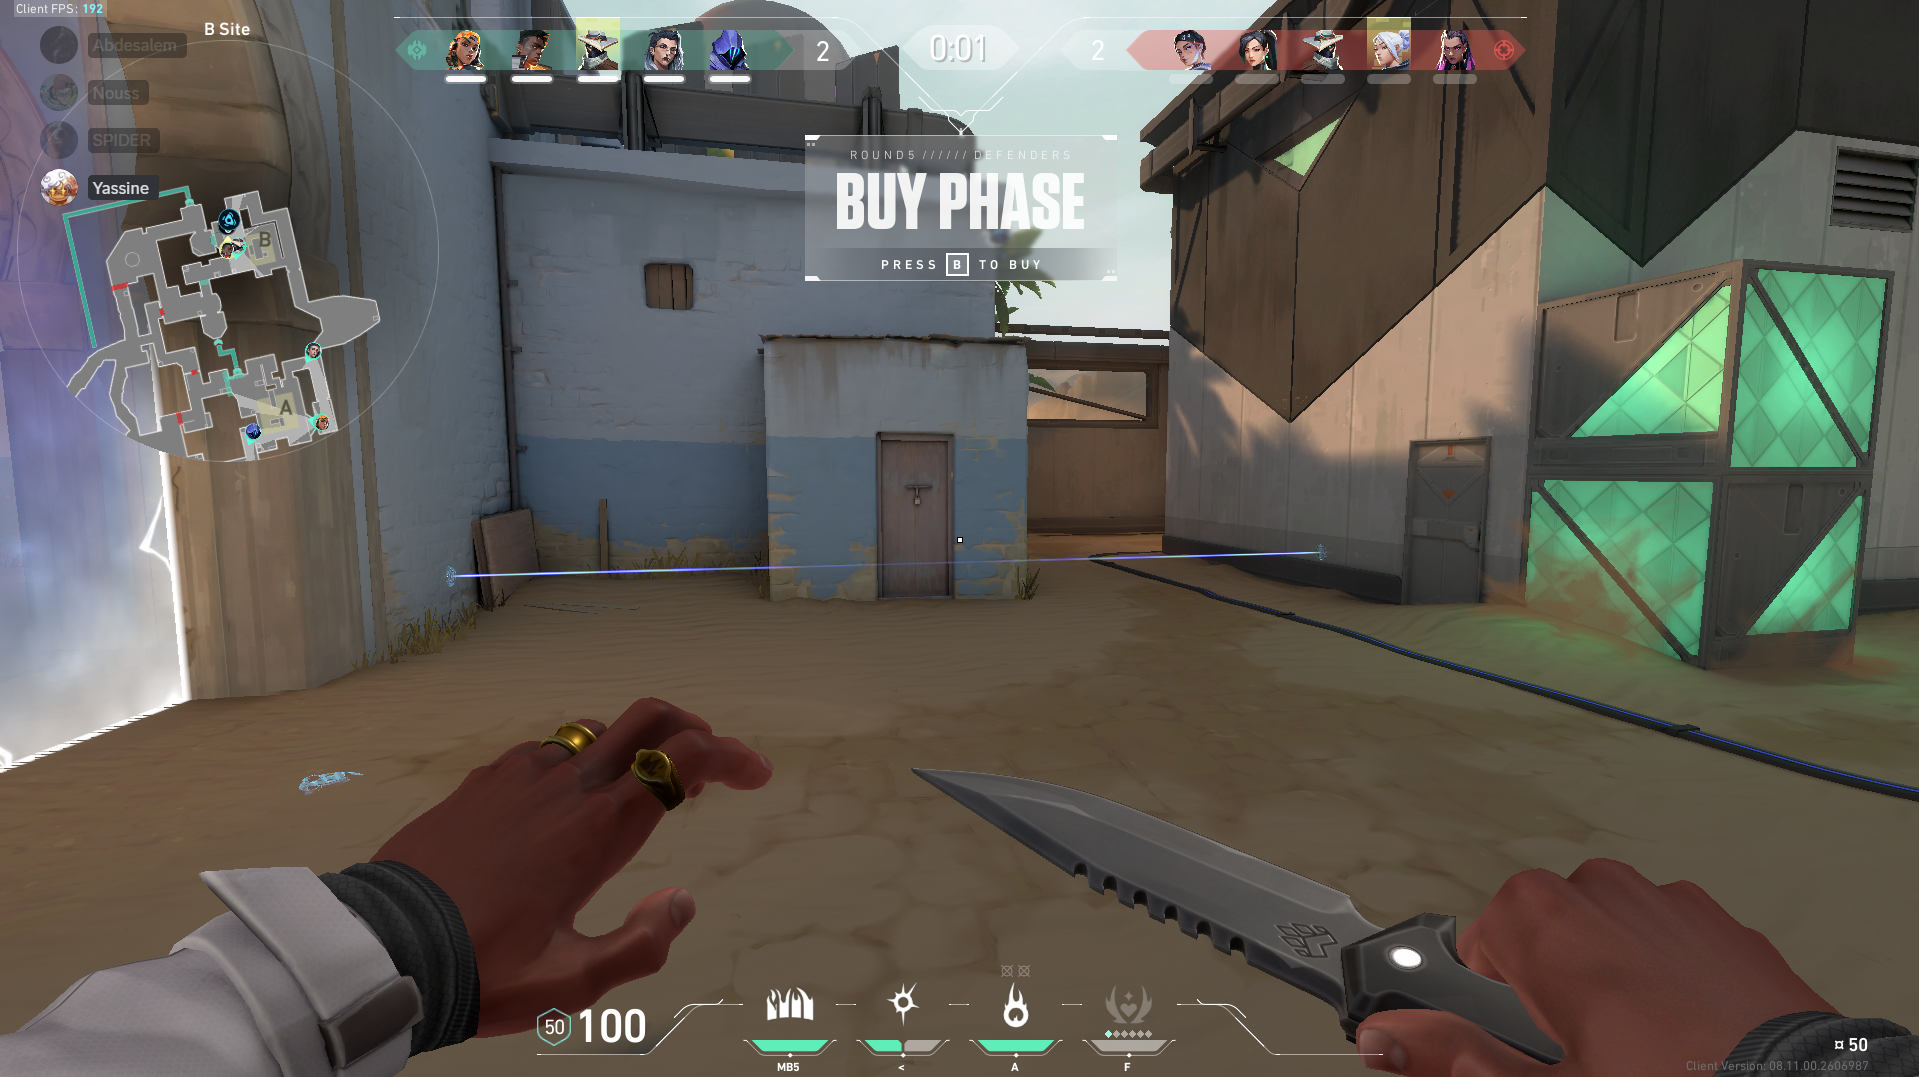 Client FPS: 192
B Site
Abdesalem
Nouss
SPIDER
Yassine
B
A
2
0:01
2
ROUND 5 ////// DEFENDERS
BUY PHASE
PRESS B TO BUY
50
100
MB5
<
A
F
¤ 50
Client Version: 08.11.00.2606987